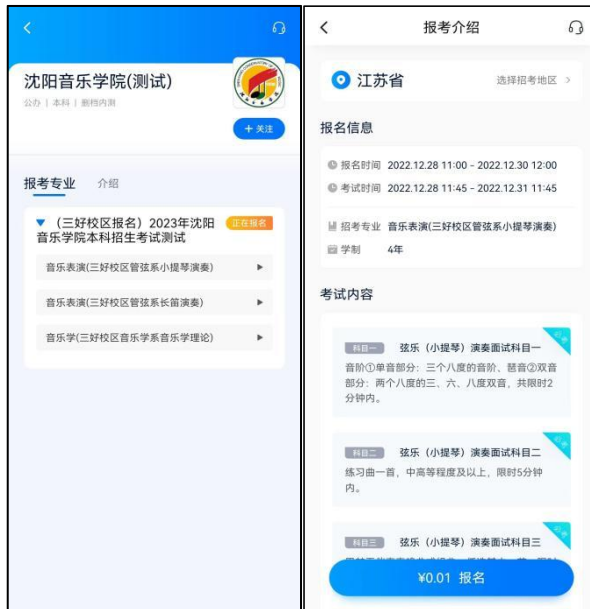 沈阳音乐学院(测试)
公办 | 本科 | 删档内测
+ 关注
报考专业 介绍
（三好校区报名）2023年沈阳
音乐学院本科招生考试测试
正在报名
音乐表演(三好校区管弦系小提琴演奏)
音乐表演(三好校区管弦系长笛演奏)
音乐学(三好校区音乐学系音乐学理论)
报考介绍
江苏省
选择招考地区
报名信息
报名时间 2022.12.28 11:00 - 2022.12.30 12:00
考试时间 2022.12.28 11:45 - 2022.12.31 11:45
招考专业 音乐表演(三好校区管弦系小提琴演奏)
学制 4年
考试内容
科目一 弦乐（小提琴）演奏面试科目一
音阶①单音部分：三个八度的音阶、琶音②双音
部分：两个八度的三、六、八度双音，共限时2
分钟内。
科目二 弦乐（小提琴）演奏面试科目二
练习曲一首，中高等程度及以上，限时5分钟
内。
科目三 弦乐（小提琴）演奏面试科目三
¥0.01 报名